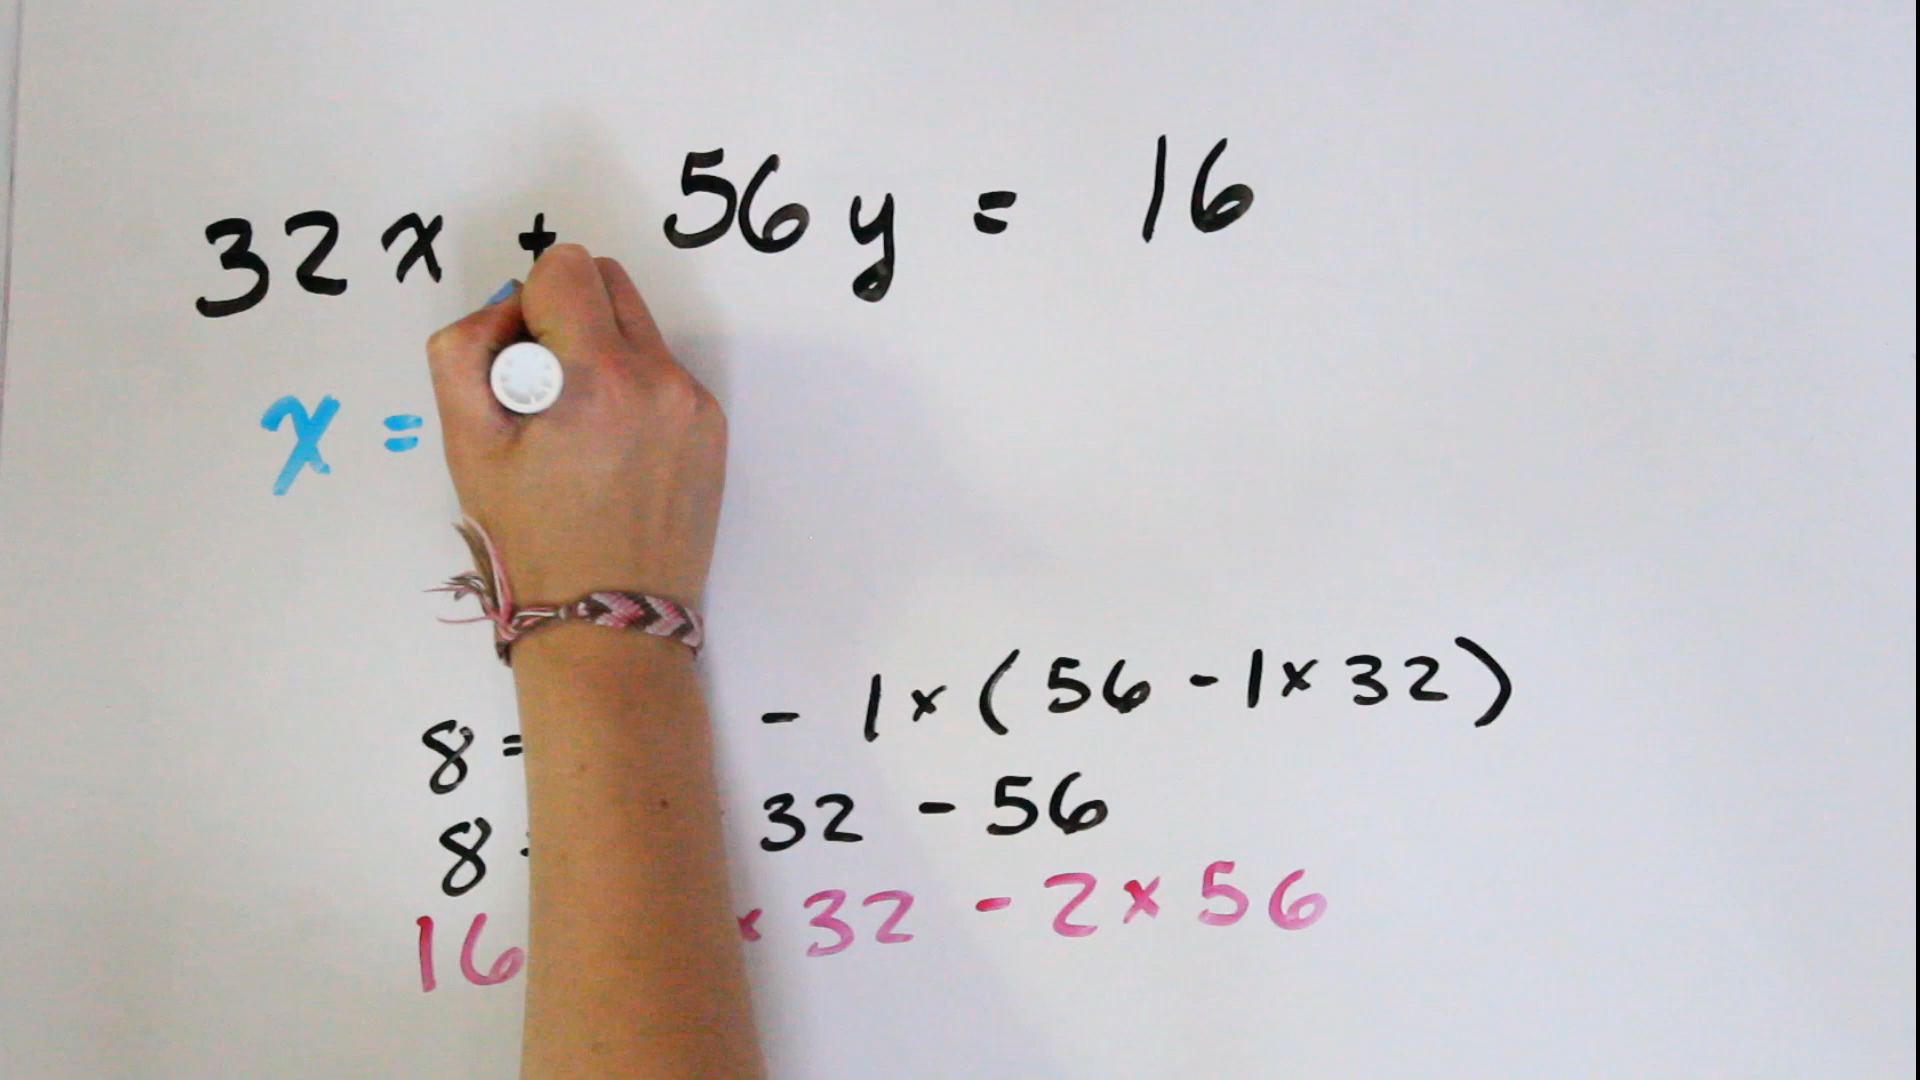 32x + 56y = 16
x =
8 = - 1 × (56 - 1 × 32)
8 32 - 56
16 × 32 - 2 × 56